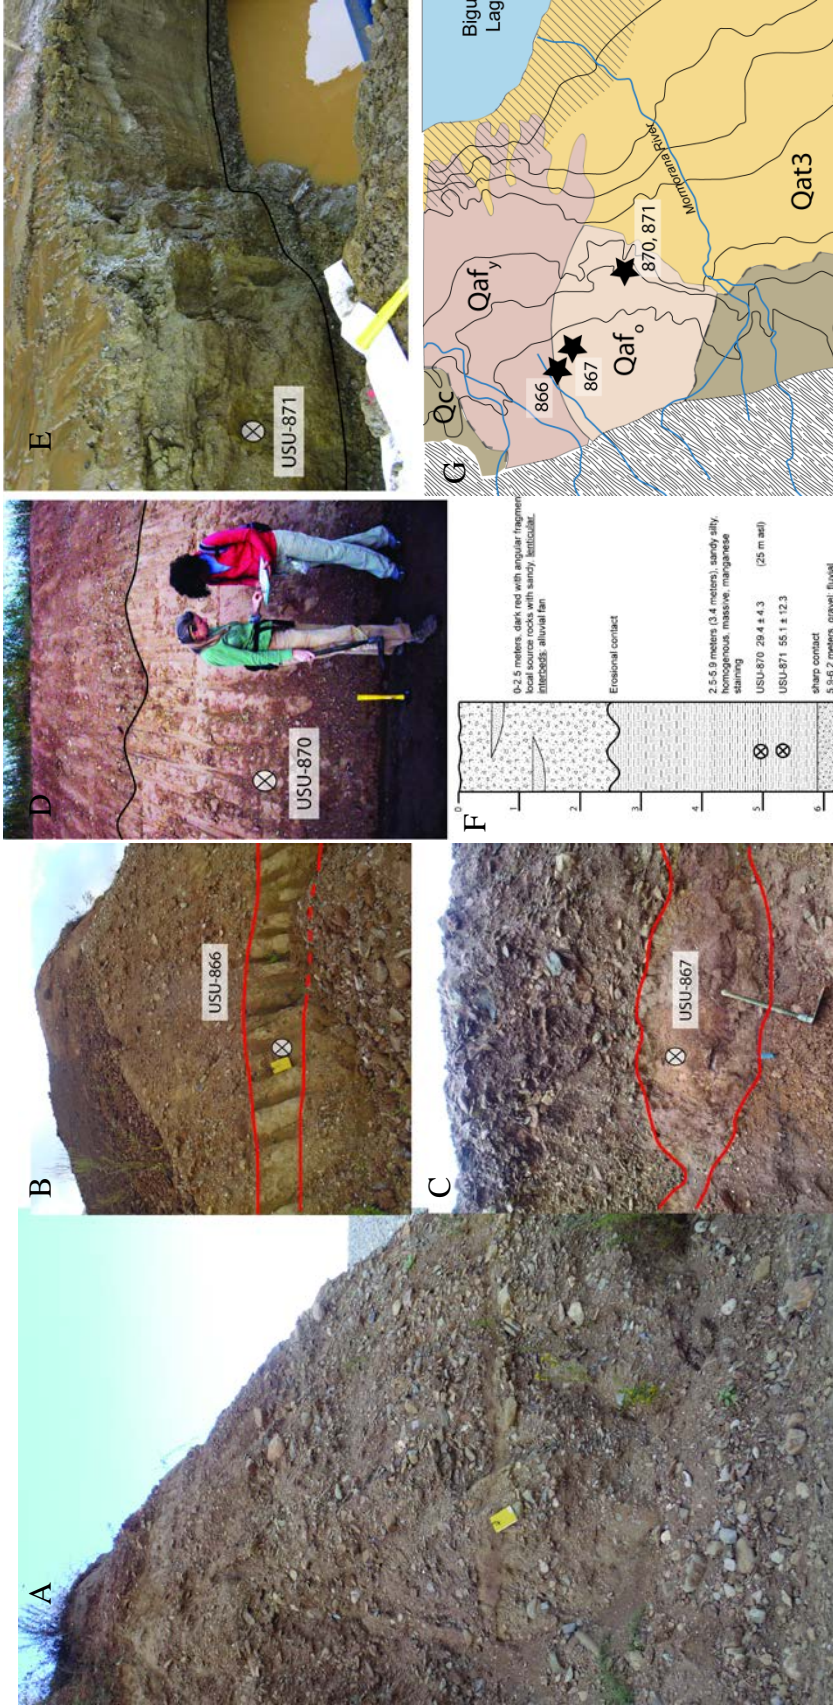 A
B
USU-866
C
USU-867
D
USU-870
E
USU-871
F
0
1
2
3
4
5
6
0-2.5 meters, dark red with angular fragmen
local source rocks with sandy, lenticular,
interbeds: alluvial fan
Erosional contact
2.5-5.9 meters (3.4 meters), sandy silty,
homogenous, massive, manganese
staining
USU-870 29.4 ± 4.3 (25 m asl)
USU-871 55.1 ± 12.3
sharp contact
5.9-6.2 meters, gravel: fluvial
G
Bigu
Lag
Qc
Qaf y
Qaf o
Qat3
866
867
870, 871
Mormorana River